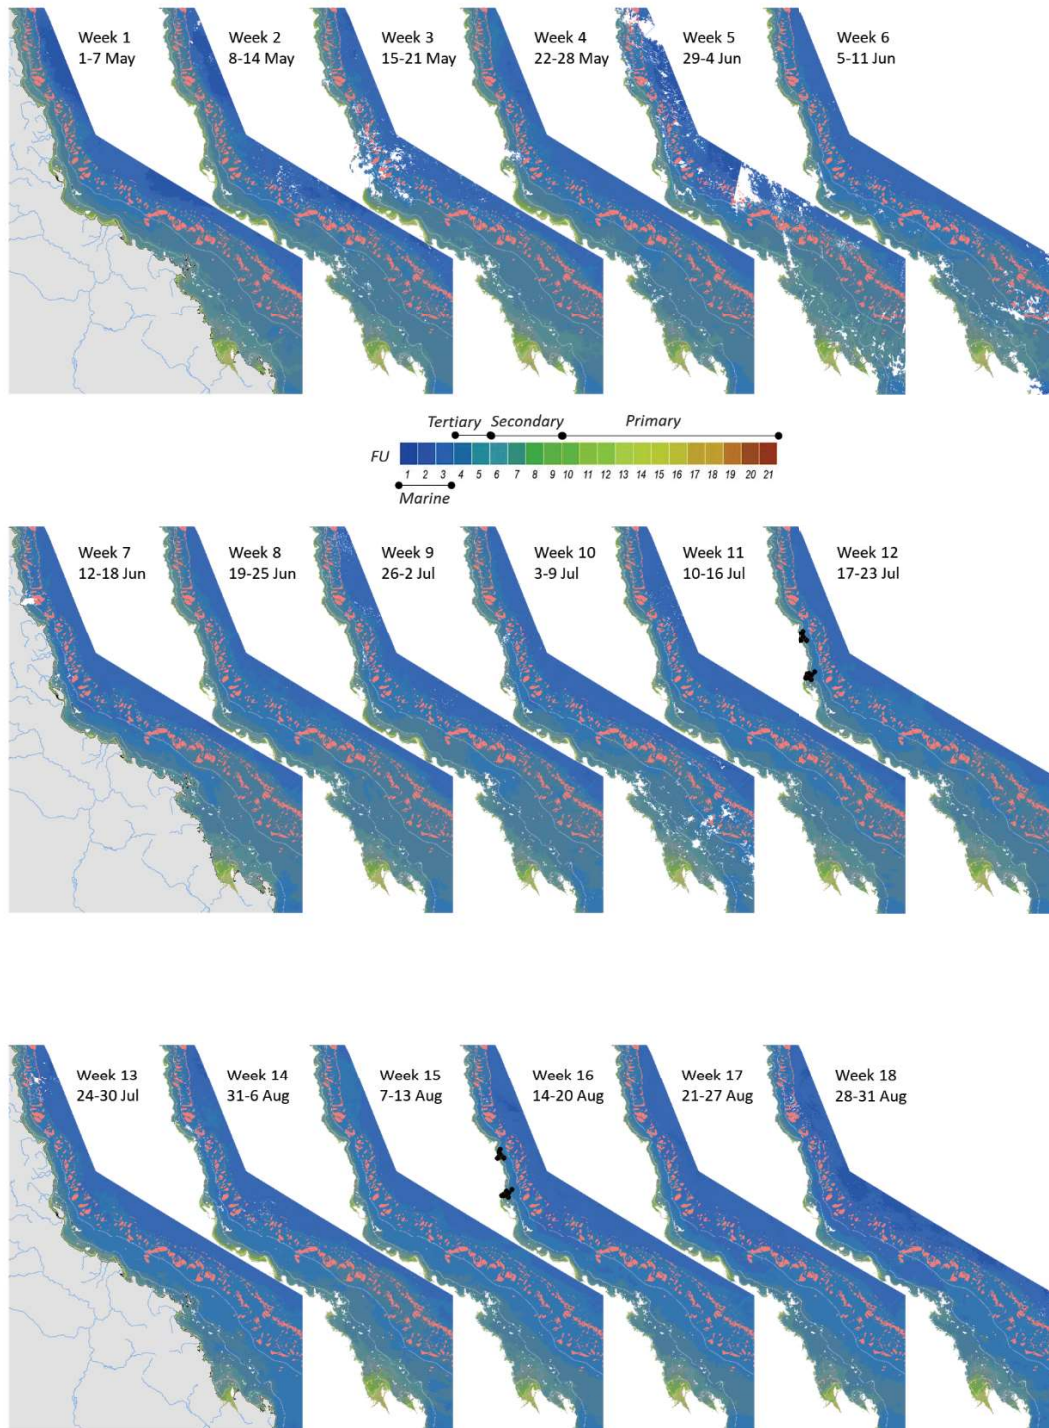 Week 1
1-7 May
Week 2
8-14 May
Week 3
15-21 May
Week 4
22-28 May
Week 5
29-4 Jun
Week 6
5-11 Jun
Tertiary Secondary Primary
FU
1 2 3 4 5 6 7 8 9 10 11 12 13 14 15 16 17 18 19 20 21
Marine
Week 7
12-18 Jun
Week 8
19-25 Jun
Week 9
26-2 Jul
Week 10
3-9 Jul
Week 11
10-16 Jul
Week 12
17-23 Jul
Week 13
24-30 Jul
Week 14
31-6 Aug
Week 15
7-13 Aug
Week 16
14-20 Aug
Week 17
21-27 Aug
Week 18
28-31 Aug